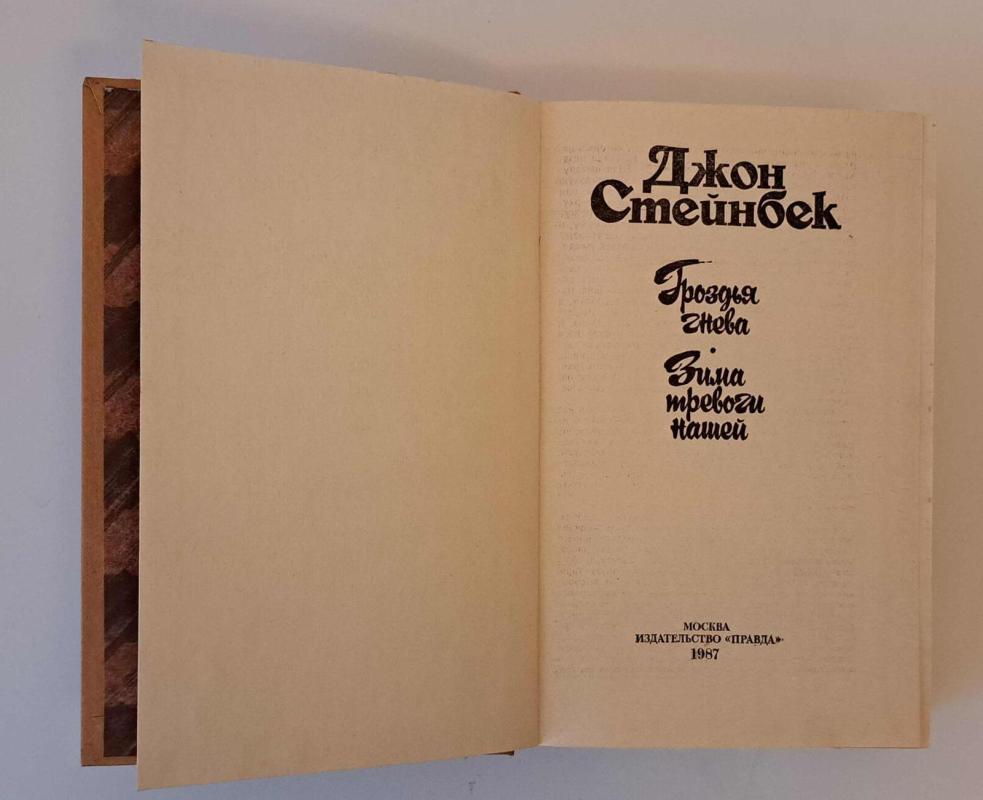 Джон
Стейнбек
Гроздья
гнева
Зима
тревоги
нашей
МОСКВА
ИЗДАТЕЛЬСТВО «ПРАВДА»
1987